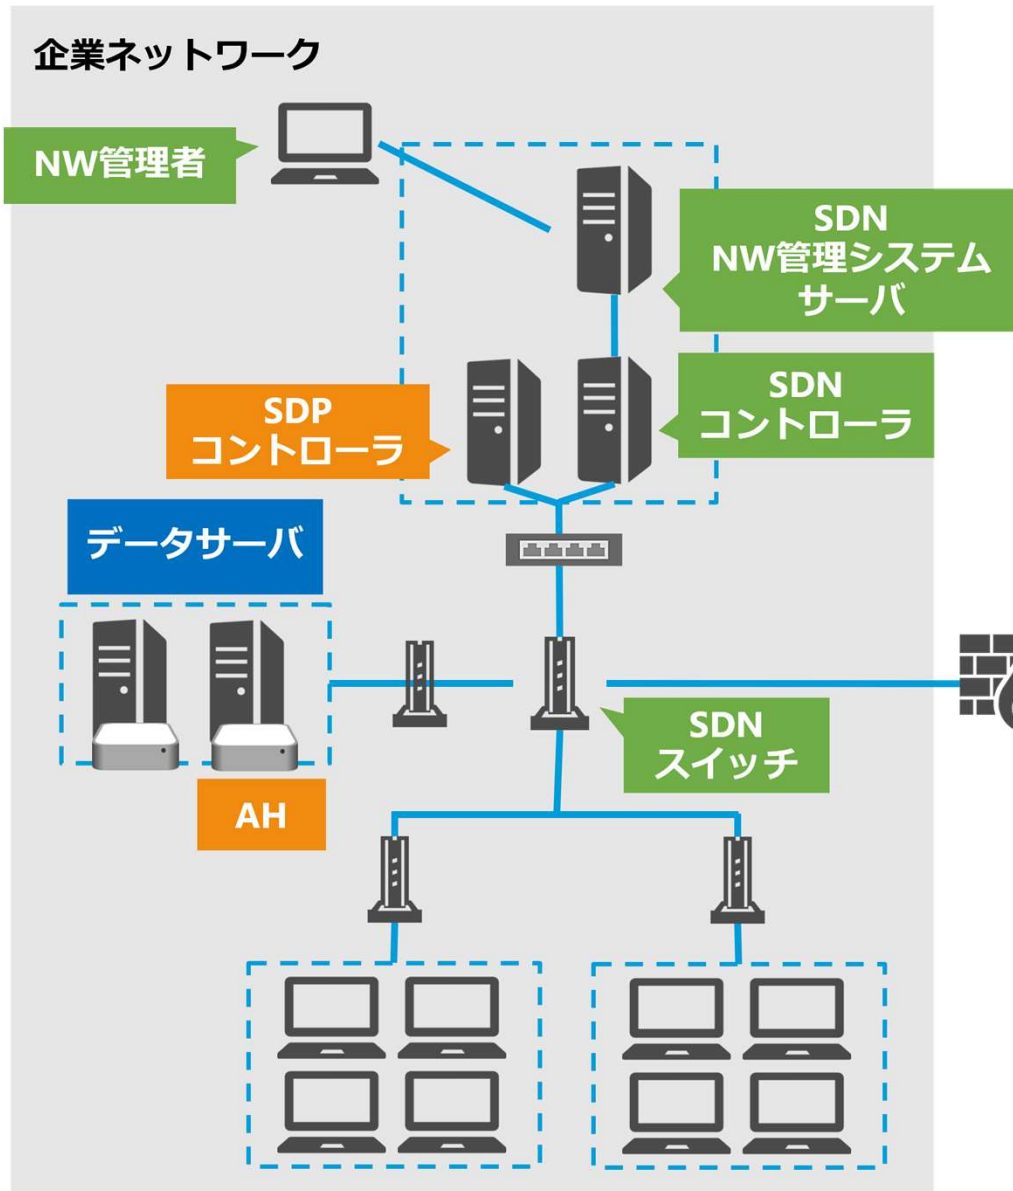 企業ネットワーク
NW管理者
SDN
NW管理システム
サーバ
SDP
コントローラ
SDN
コントローラ
データサーバ
SDN
スイッチ
AH